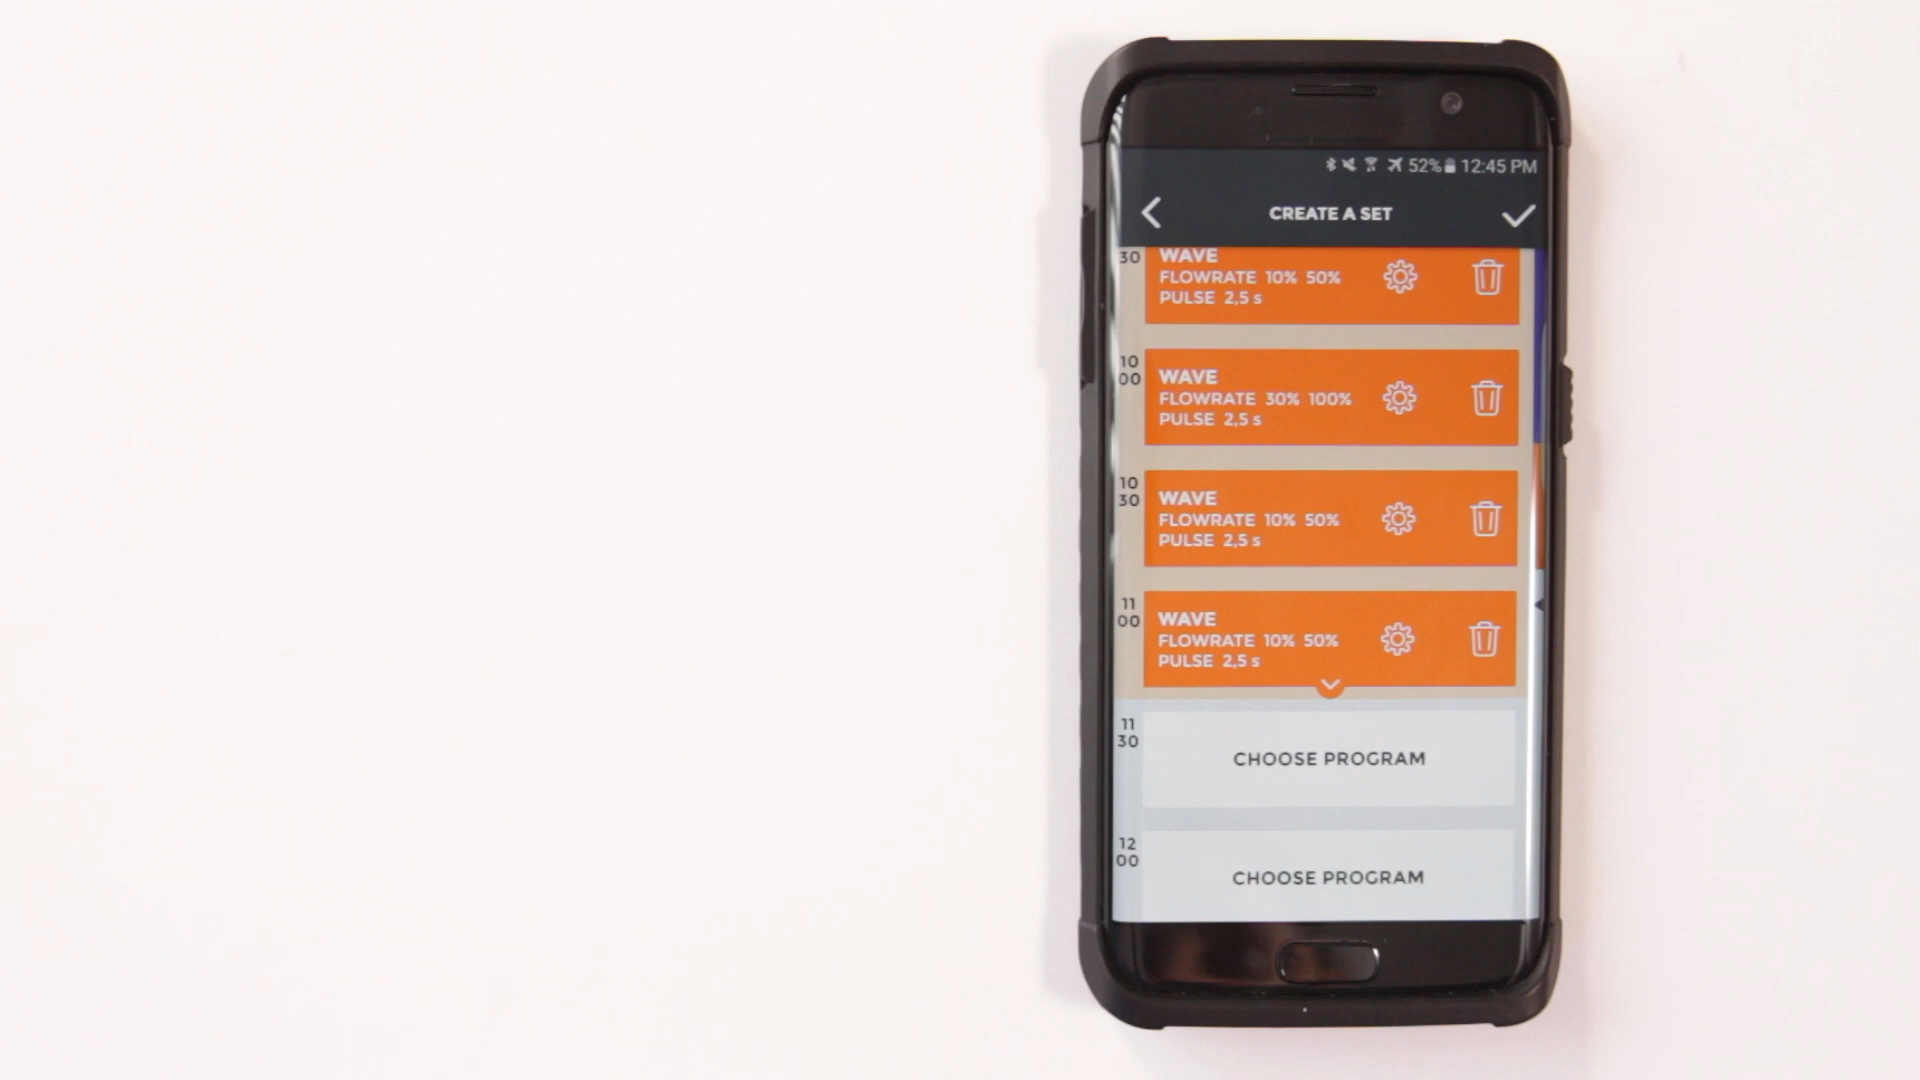 52% 12:45 PM
CREATE A SET
30
WAVE
FLOWRATE 10% 50%
PULSE 2,5 s
10
00
WAVE
FLOWRATE 30% 100%
PULSE 2,5 s
10
30
WAVE
FLOWRATE 10% 50%
PULSE 2,5 s
11
00
WAVE
FLOWRATE 10% 50%
PULSE 2,5 s
11
30
CHOOSE PROGRAM
12
00
CHOOSE PROGRAM